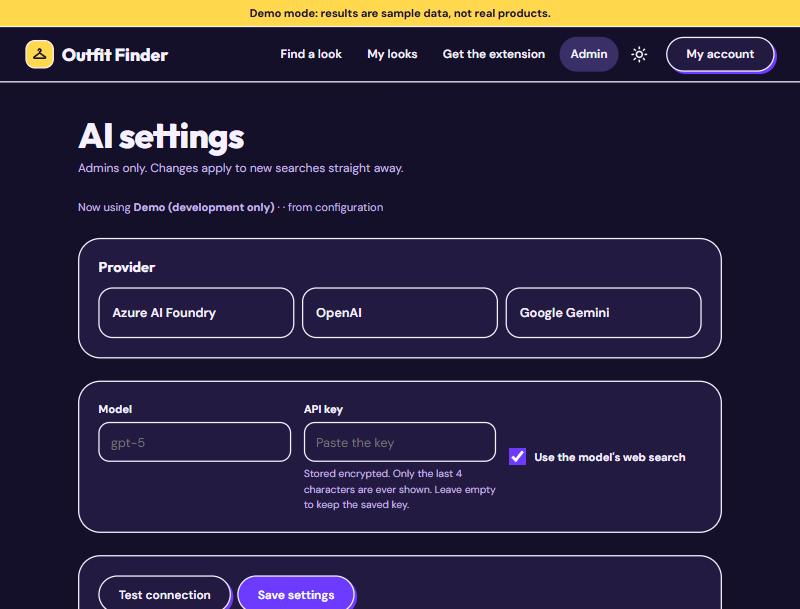 Demo mode: results are sample data, not real products.
Outfit Finder
Find a look
My looks
Get the extension
Admin
My account
AI settings
Admins only. Changes apply to new searches straight away.
Now using Demo (development only) · · from configuration
Provider
Azure AI Foundry
OpenAI
Google Gemini
Model
gpt-5
API key
Paste the key
Stored encrypted. Only the last 4
characters are ever shown. Leave empty
to keep the saved key.
Use the model's web search
Test connection
Save settings